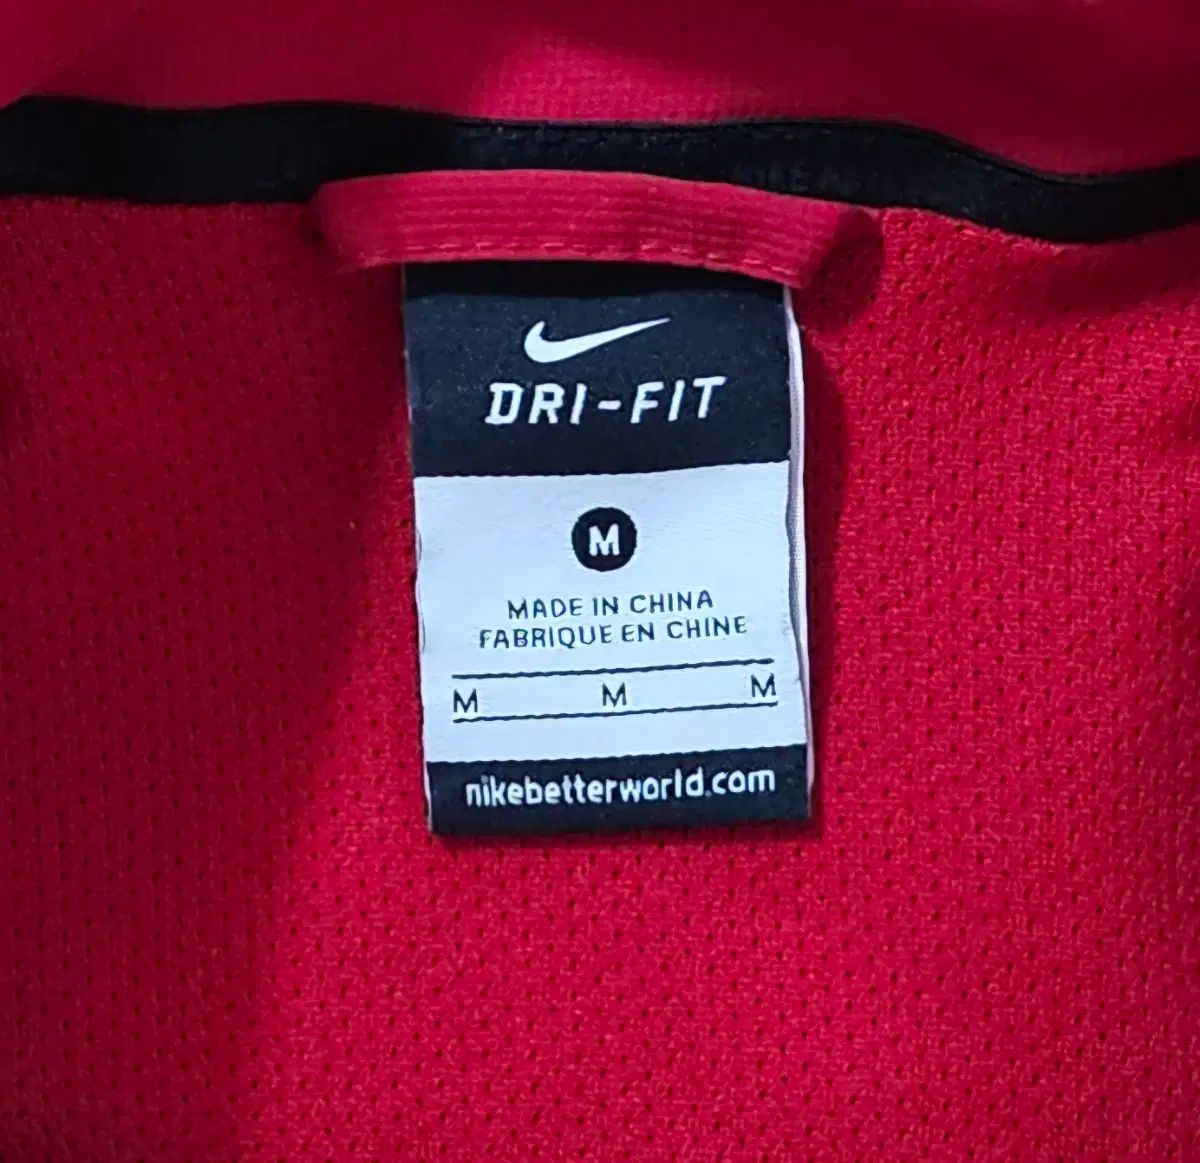 DRI-FIT
M
MADE IN CHINA
FABRIQUE EN CHINE
M M M
nikebetterworld.com